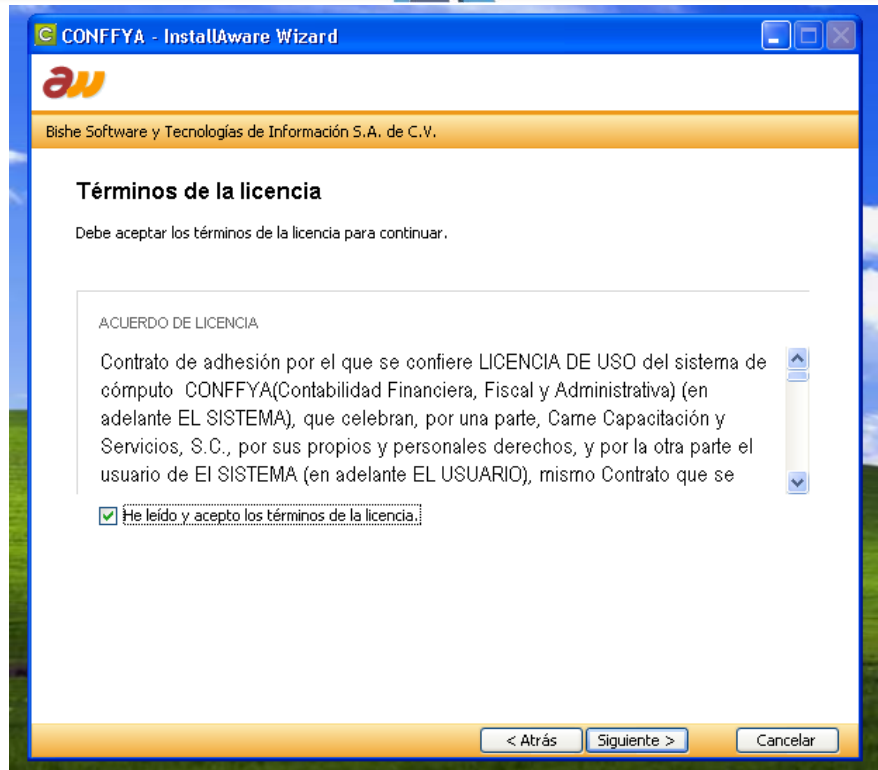 CONFFYA - InstallAware Wizard
aw
Bishe Software y Tecnologías de Información S.A. de C.V.
Términos de la licencia
Debe aceptar los términos de la licencia para continuar.
ACUERDO DE LICENCIA
Contrato de adhesión por el que se confiere LICENCIA DE USO del sistema de
cómputo CONFFYA(Contabilidad Financiera, Fiscal y Administrativa) (en
adelante EL SISTEMA), que celebran, por una parte, Came Capacitación y
Servicios, S.C., por sus propios y personales derechos, y por la otra parte el
usuario de El SISTEMA (en adelante EL USUARIO), mismo Contrato que se
He leído y acepto los términos de la licencia.
< Atrás Siguiente > Cancelar